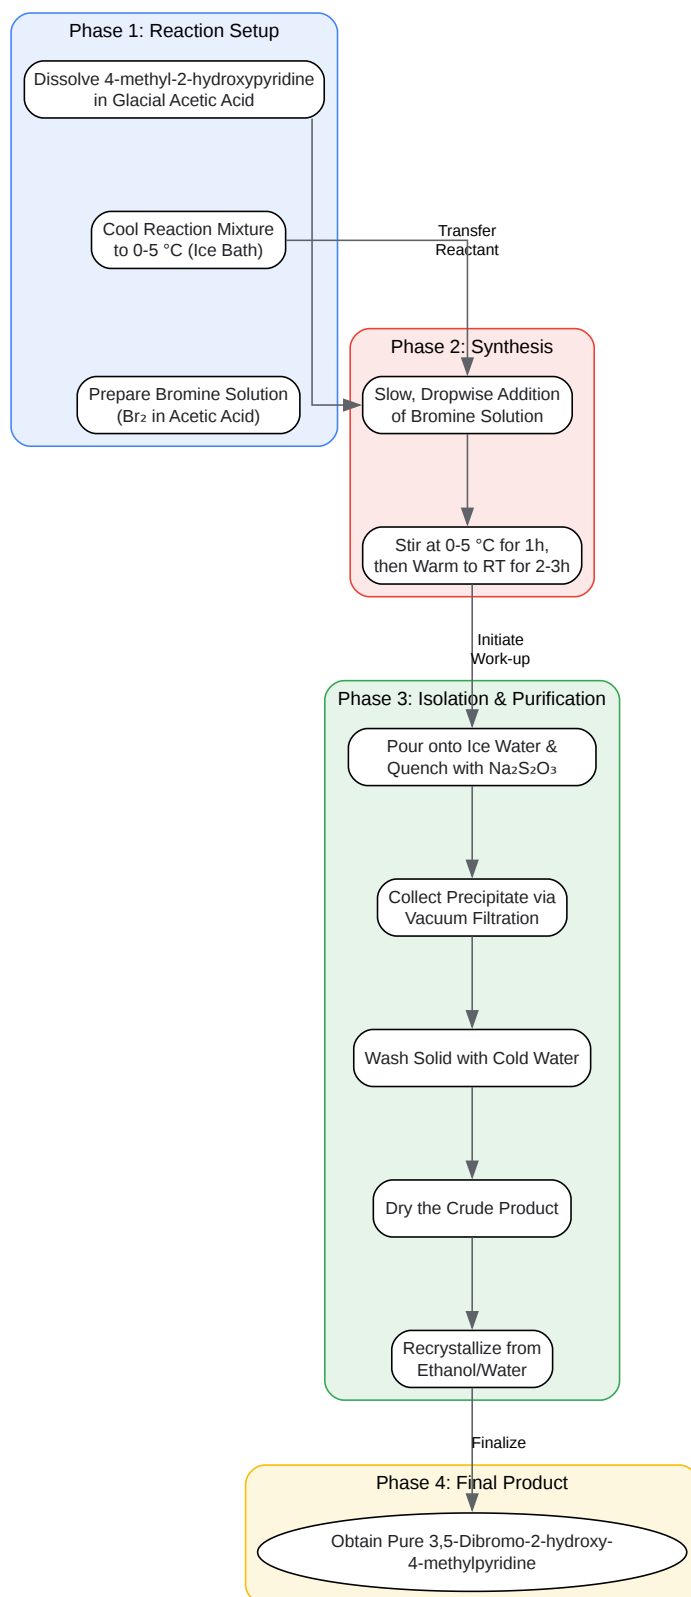 Phase 1: Reaction Setup
Dissolve 4-methyl-2-hydroxypyridine
in Glacial Acetic Acid
Cool Reaction Mixture
to 0-5 °C (Ice Bath)
Transfer
Reactant
Prepare Bromine Solution
(Br₂ in Acetic Acid)
Phase 2: Synthesis
Slow, Dropwise Addition
of Bromine Solution
Stir at 0-5 °C for 1h,
then Warm to RT for 2-3h
Initiate
Work-up
Phase 3: Isolation & Purification
Pour onto Ice Water &
Quench with Na₂S₂O₃
Collect Precipitate via
Vacuum Filtration
Wash Solid with Cold Water
Dry the Crude Product
Recrystallize from
Ethanol/Water
Finalize
Phase 4: Final Product
Obtain Pure 3,5-Dibromo-2-hydroxy-
4-methylpyridine